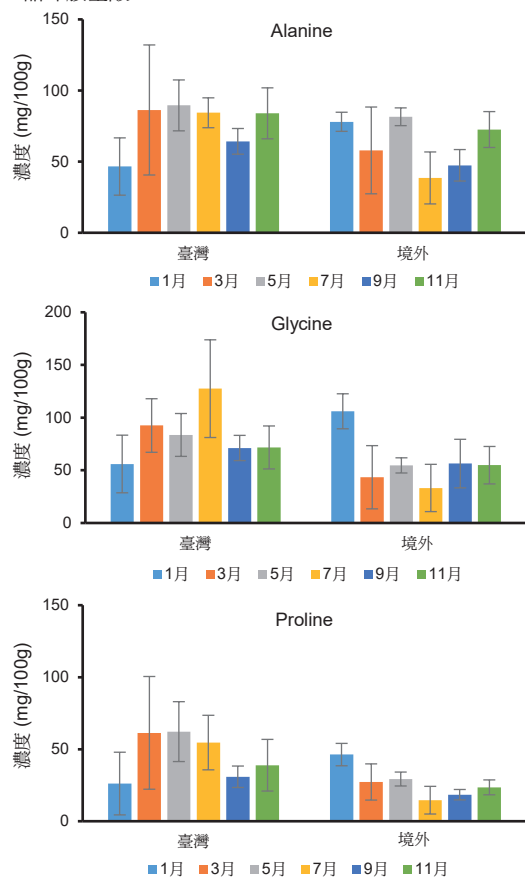 Alanine
150
100
50
0
濃度 (mg/100g)
臺灣 境外
1月 3月 5月 7月 9月 11月
Glycine
200
150
100
50
0
濃度 (mg/100g)
臺灣 境外
1月 3月 5月 7月 9月 11月
Proline
150
100
50
0
濃度 (mg/100g)
臺灣 境外
1月 3月 5月 7月 9月 11月